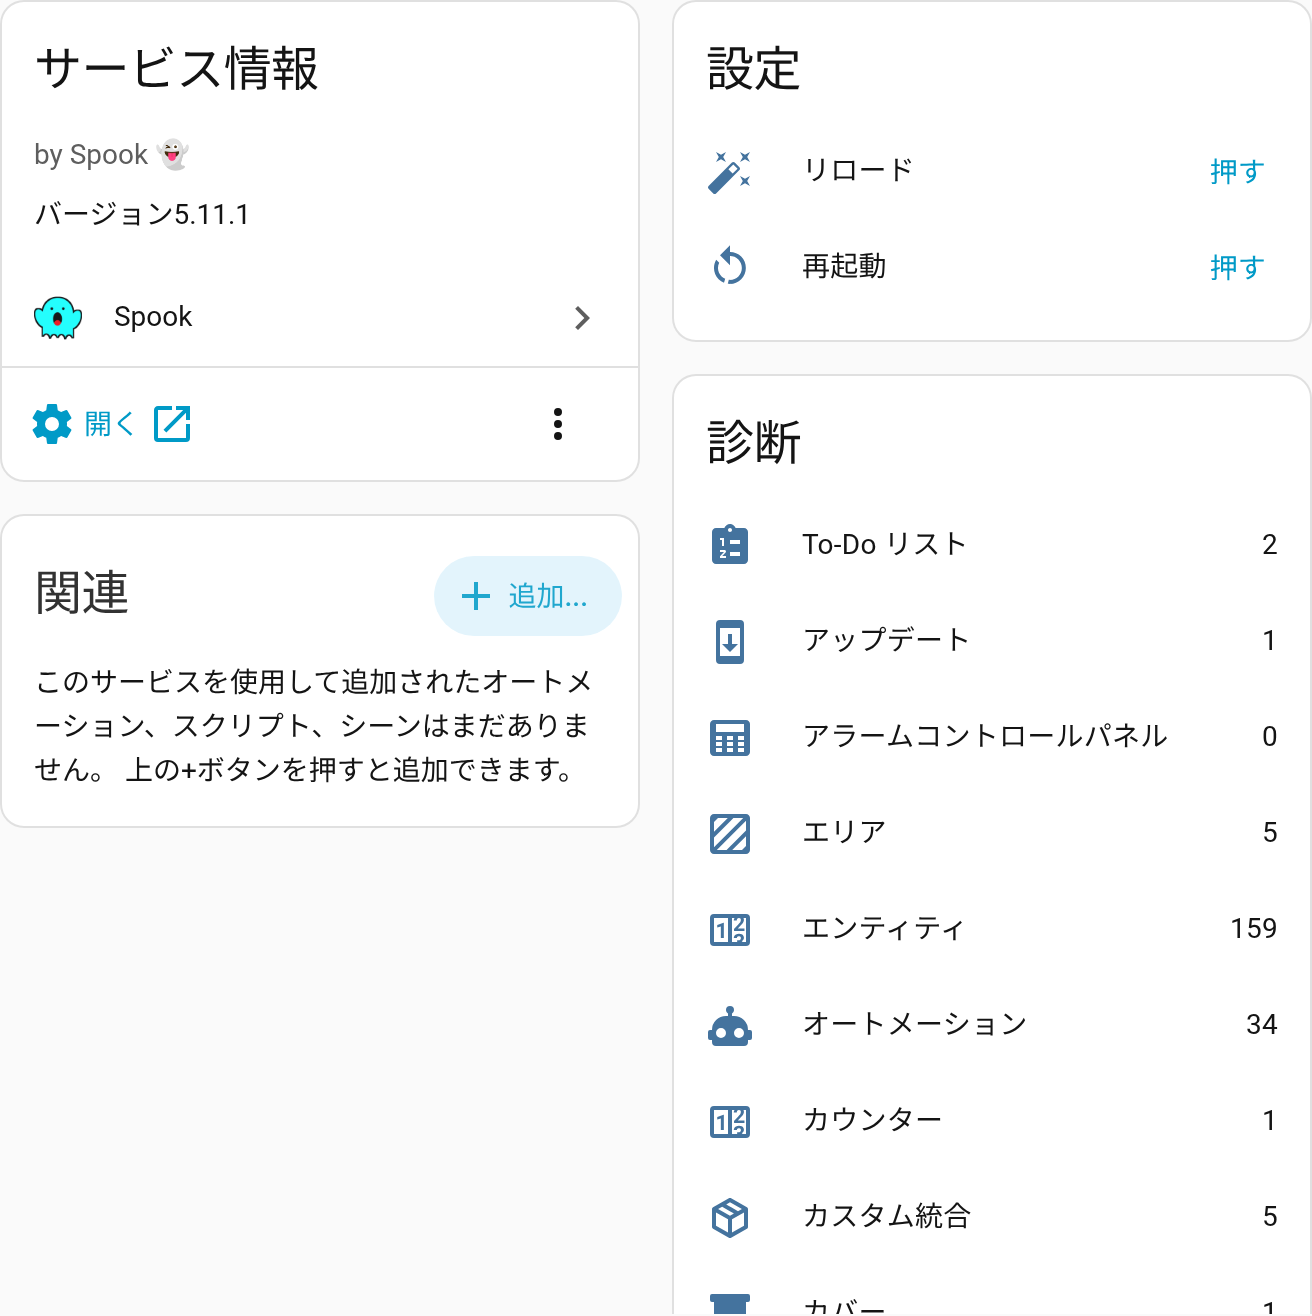 サービス情報
by Spook 👻
バージョン5.11.1
Spook
開く
関連
追加...
このサービスを使用して追加されたオートメ
ーション、スクリプト、シーンはまだありま
せん。 上の+ボタンを押すと追加できます。
設定
リロード 押す
再起動 押す
診断
To-Do リスト 2
アップデート 1
アラームコントロールパネル 0
エリア 5
エンティティ 159
オートメーション 34
カウンター 1
カスタム統合 5
カバー 1